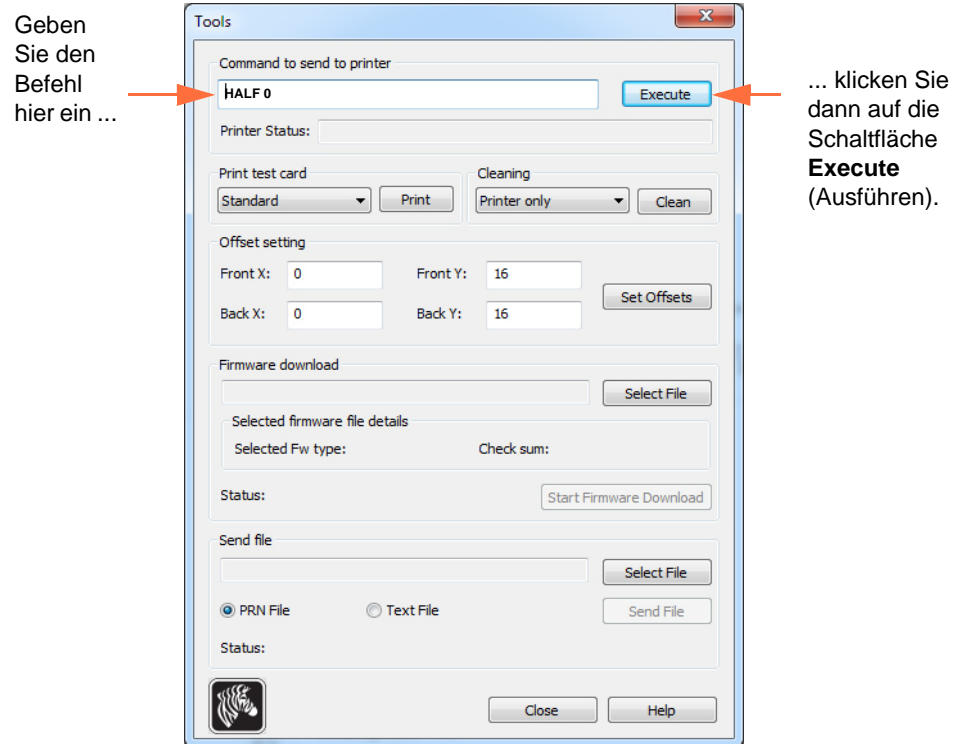 Geben
Sie den
Befehl
hier ein ...
Tools
Command to send to printer
HALF 0
Execute
Printer Status:
... klicken Sie
dann auf die
Schaltfläche
Execute
(Ausführen).
Print test card
Standard
Print
Cleaning
Printer only
Clean
Offset setting
Front X: 0 Front Y: 16
Set Offsets
Back X: 0 Back Y: 16
Firmware download
Select File
Selected firmware file details
Selected Fw type: Check sum:
Status:
Start Firmware Download
Send file
Select File
PRN File Text File
Send File
Status:
Close Help